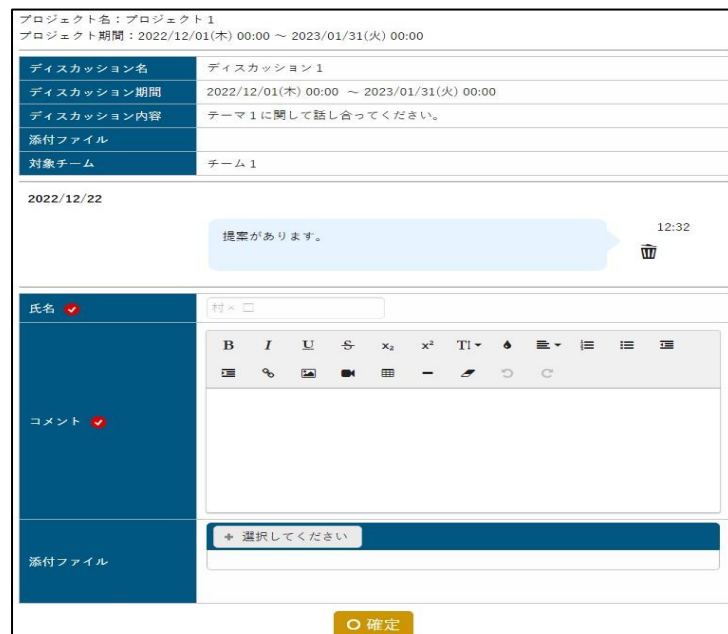 プロジェクト名：プロジェクト1
プロジェクト期間：2022/12/01(木) 00:00 ～ 2023/01/31(火) 00:00
ディスカッション名 ディスカッション1
ディスカッション期間 2022/12/01(木) 00:00 ～ 2023/01/31(火) 00:00
ディスカッション内容 テーマ1に関して話し合ってください。
添付ファイル
対象チーム チーム1
2022/12/22
12:32
提案があります。
氏名
B I U S x₂ x² TI
コメント
+ 選択してください
添付ファイル
確定